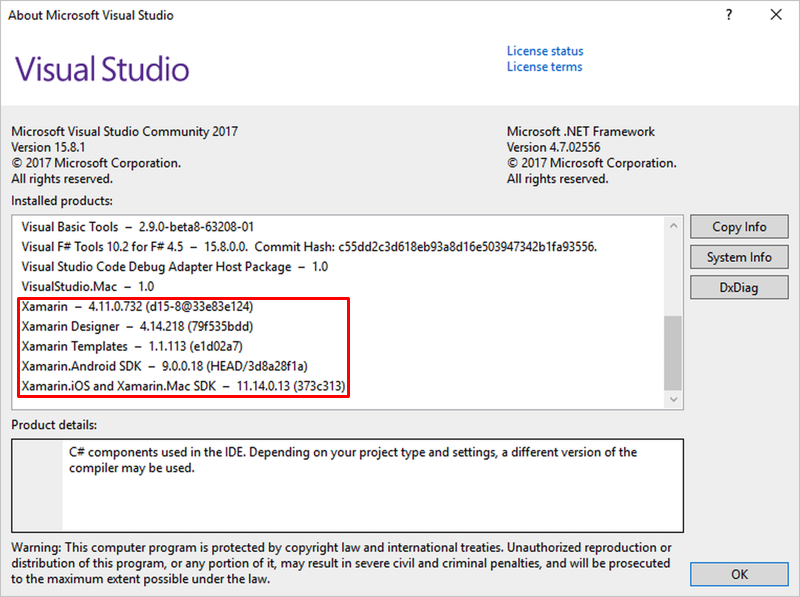 About Microsoft Visual Studio
?
Visual Studio
License status
License terms
Microsoft Visual Studio Community 2017
Version 15.8.1
© 2017 Microsoft Corporation.
All rights reserved.
Microsoft .NET Framework
Version 4.7.02556
© 2017 Microsoft Corporation.
All rights reserved.
Installed products:
Visual Basic Tools – 2.9.0-beta8-63208-01
Visual F# Tools 10.2 for F# 4.5 – 15.8.0.0. Commit Hash: c55dd2c3d618eb93a8d16e503947342b1fa93556.
Visual Studio Code Debug Adapter Host Package – 1.0
VisualStudio.Mac – 1.0
Xamarin – 4.11.0.732 (d15-8@33e83e124)
Xamarin Designer – 4.14.218 (79f535bdd)
Xamarin Templates – 1.1.113 (e1d02a7)
Xamarin.Android SDK – 9.0.0.18 (HEAD/3d8a28f1a)
Xamarin.iOS and Xamarin.Mac SDK – 11.14.0.13 (373c313)
Copy Info
System Info
DxDiag
Product details:
C# components used in the IDE. Depending on your project type and settings, a different version of the
compiler may be used.
Warning: This computer program is protected by copyright law and international treaties. Unauthorized reproduction or
distribution of this program, or any portion of it, may result in severe civil and criminal penalties, and will be prosecuted
to the maximum extent possible under the law.
OK